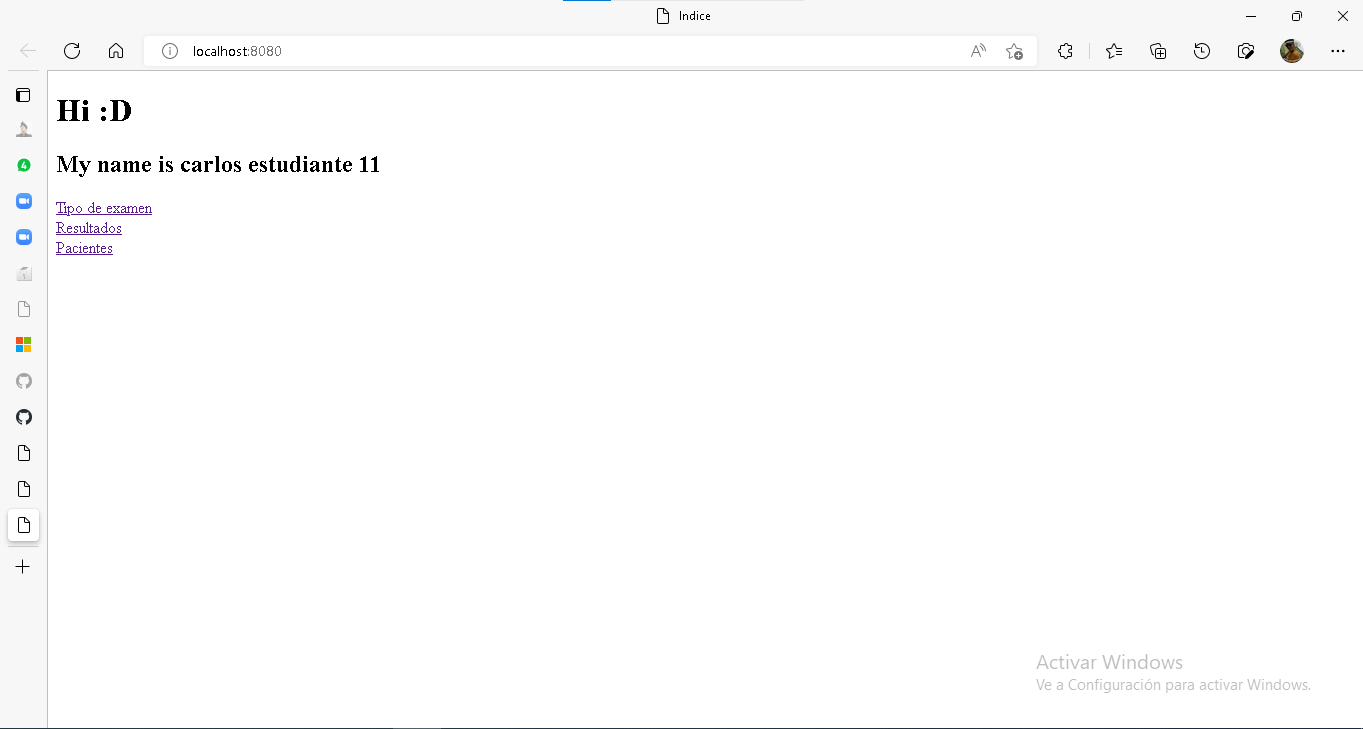 Indice
localhost:8080
Hi :D
My name is carlos estudiante 11
Tipo de examen
Resultados
Pacientes
Activar Windows
Ve a Configuración para activar Windows.